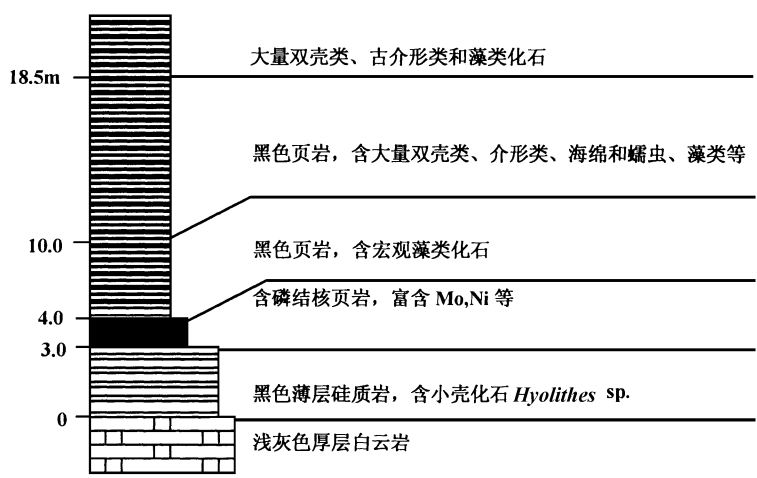 大量双壳类、古介形类和藻类化石
18.5m
黑色页岩，含大量双壳类、介形类、海绵和蠕虫、藻类等
10.0
黑色页岩，含宏观藻类化石
含磷结核页岩，富含 Mo,Ni 等
4.0
3.0
黑色薄层硅质岩，含小壳化石 Hyolithes sp.
0
浅灰色厚层白云岩